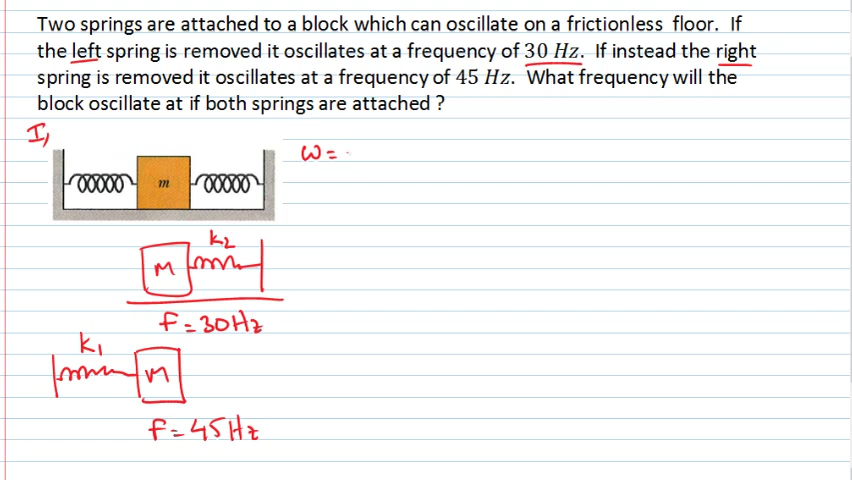 Two springs are attached to a block which can oscillate on a frictionless floor. If
the left spring is removed it oscillates at a frequency of 30 Hz. If instead the right
spring is removed it oscillates at a frequency of 45 Hz. What frequency will the
block oscillate at if both springs are attached ?
I,
ω =
m
k2
M
f = 30Hz
k1
M
f = 45Hz